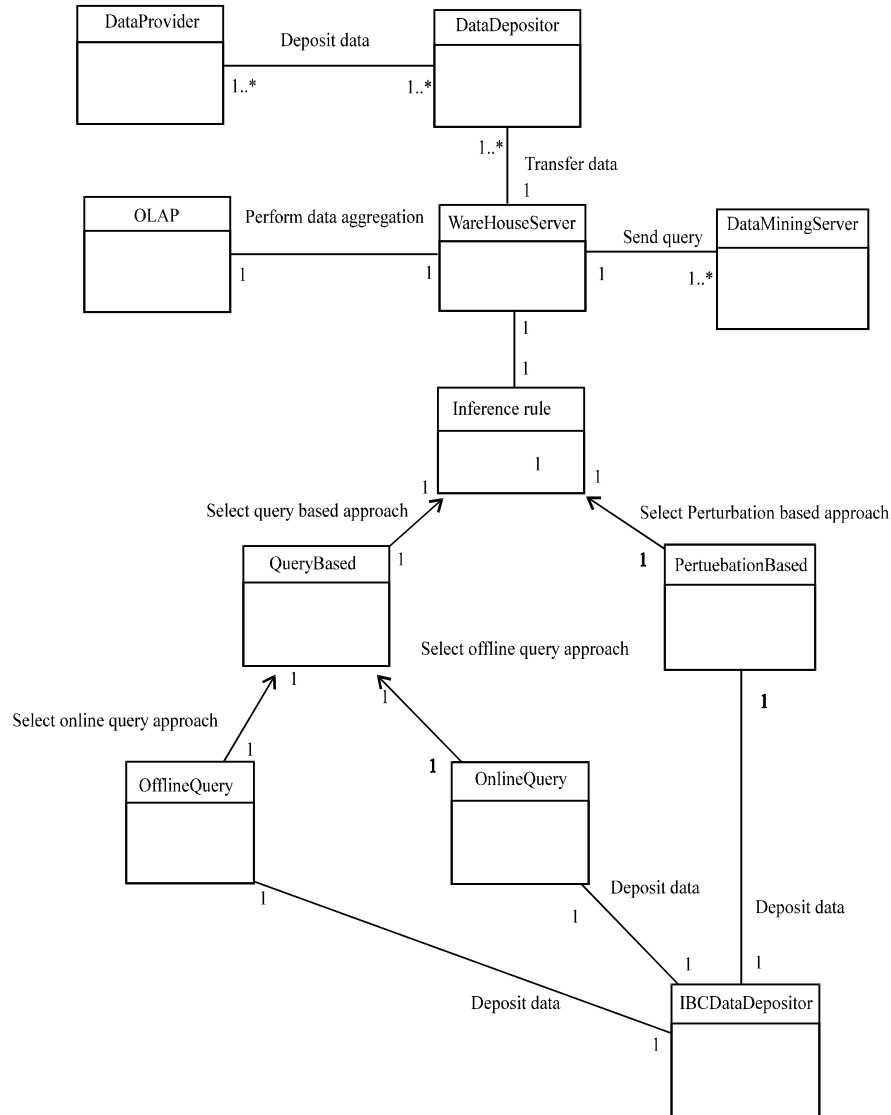 DataProvider
Deposit data
DataDepositor
1..*
1..*
1..*
Transfer data
1
OLAP
Perform data aggregation
WareHouseServer
Send query
DataMiningServer
1
1
1
1..*
1
1
Inference rule
1
1
1
Select query based approach
Select Perturbation based approach
QueryBased
1
1
PertuebationBased
Select offline query approach
1
1
1
Select online query approach
1
1
OfflineQuery
OnlineQuery
1
Deposit data
1
Deposit data
1
1
Deposit data
IBCDataDepositor
1